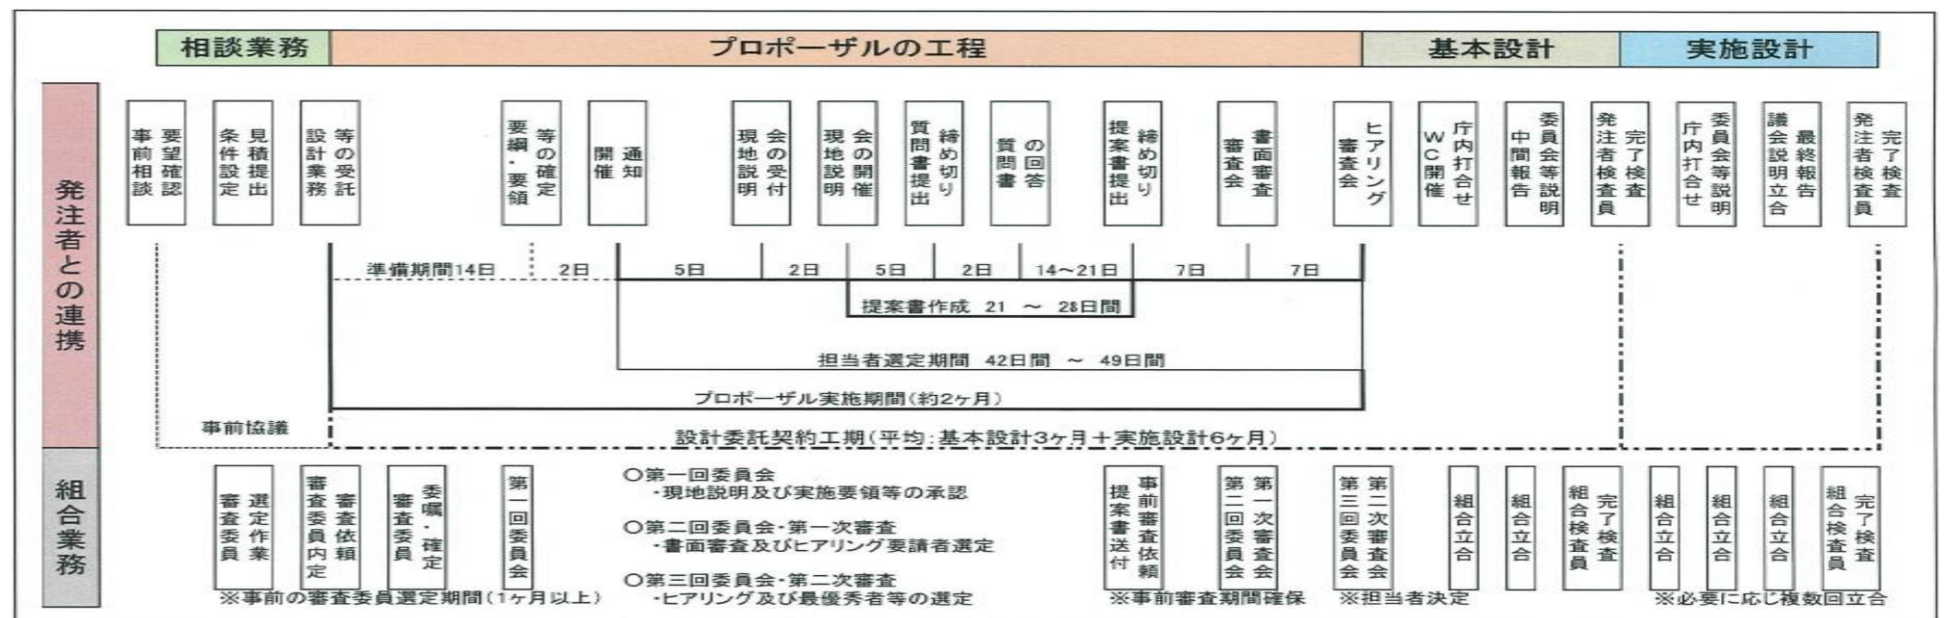 相談業務
プロポーザルの工程
基本設計
実施設計
発注者との連携
事前相談
要望確認
条件設定
見積提出
設計業務
等の受託
要綱・要領
等の確定
開催
通知
現地説明
会の受付
現地説明
会の開催
質問書提出
締め切り
質問書
の回答
提案書提出
締め切り
審査会
書面審査
審査会
ヒアリング
WC開催
庁内打合せ
中間報告
委員会等説明
発注者検査員
完了検査
庁内打合せ
委員会等説明
議会説明立合
最終報告
発注者検査員
完了検査
準備期間14日
2日
5日
2日
5日
2日
14~21日
7日
7日
提案書作成 21 ~ 28日間
担当者選定期間 42日間 ~ 49日間
プロポーザル実施期間(約2ヶ月)
事前協議
設計委託契約工期(平均:基本設計3ヶ月+実施設計6ヶ月)
組合業務
審査委員
選定作業
審査委員内定
審査依頼
審査委員
委嘱・確定
第一回委員会
○第一回委員会
・現地説明及び実施要領等の承認
○第二回委員会・第一次審査
・書面審査及びヒアリング要請者選定
○第三回委員会・第二次審査
・ヒアリング及び最優秀者等の選定
提案書送付
事前審査依頼
第二回委員会
第一次審査会
第三回委員会
第二次審査会
組合立合
組合立合
組合検査員
完了検査
組合立合
組合立合
組合立合
組合検査員
完了検査
※事前の審査委員選定期間(1ヶ月以上)
※事前審査期間確保
※担当者決定
※必要に応じ複数回立合